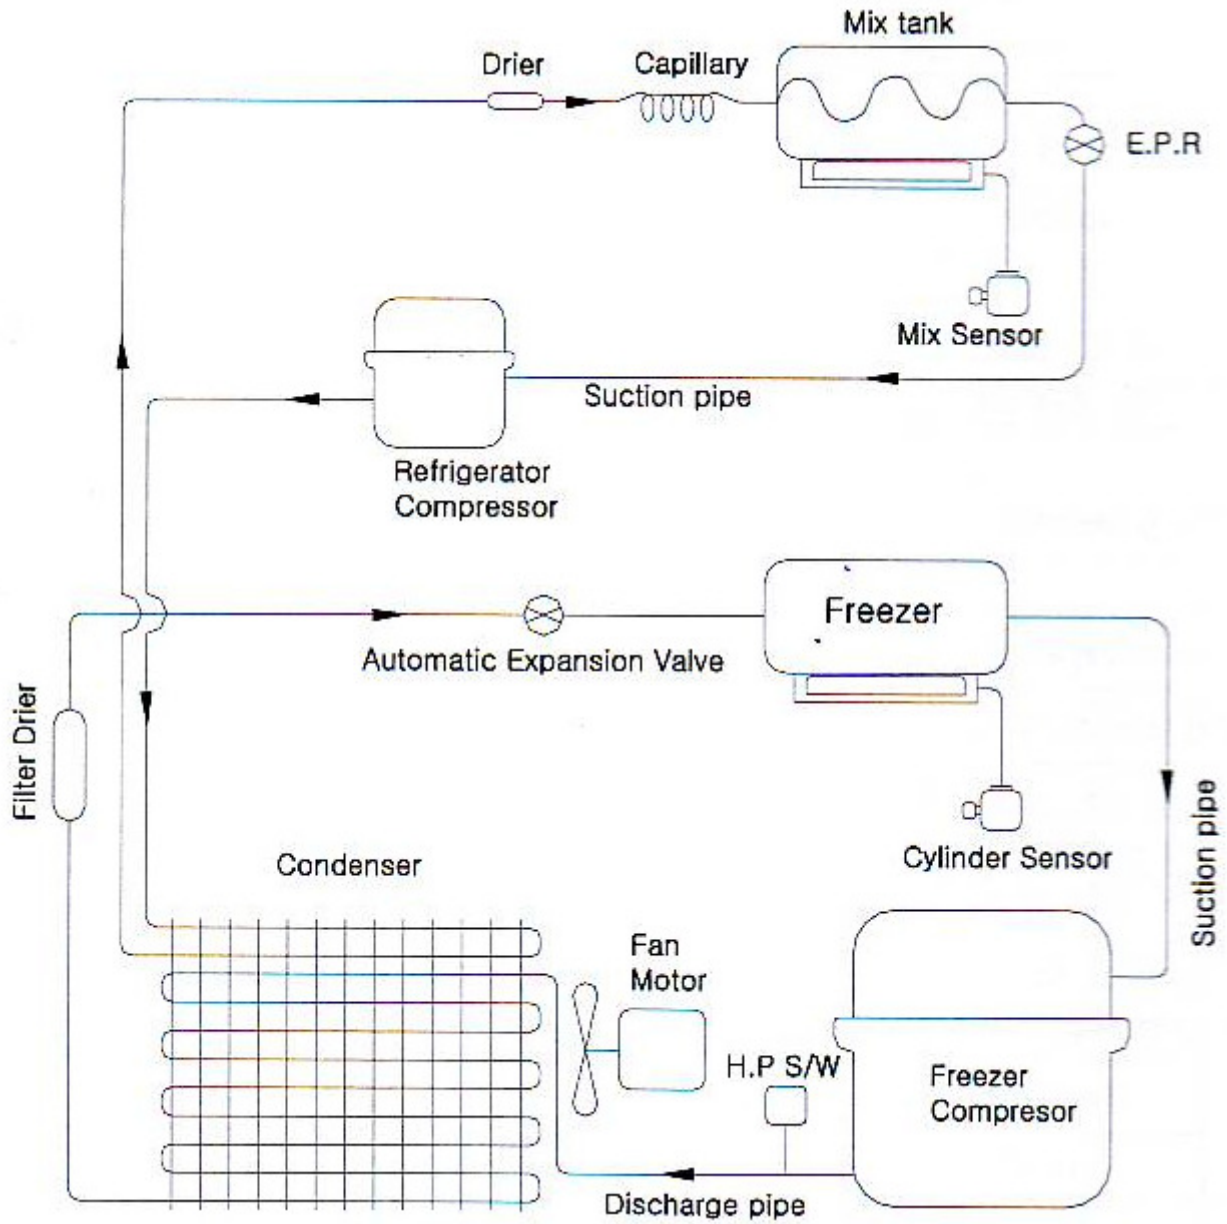 Mix tank
Drier
Capillary
E.P.R
Mix Sensor
Suction pipe
Refrigerator
Compressor
Freezer
Automatic Expansion Valve
Filter Drier
Cylinder Sensor
Suction pipe
Condenser
Fan
Motor
H.P S/W
Freezer
Compresor
Discharge pipe